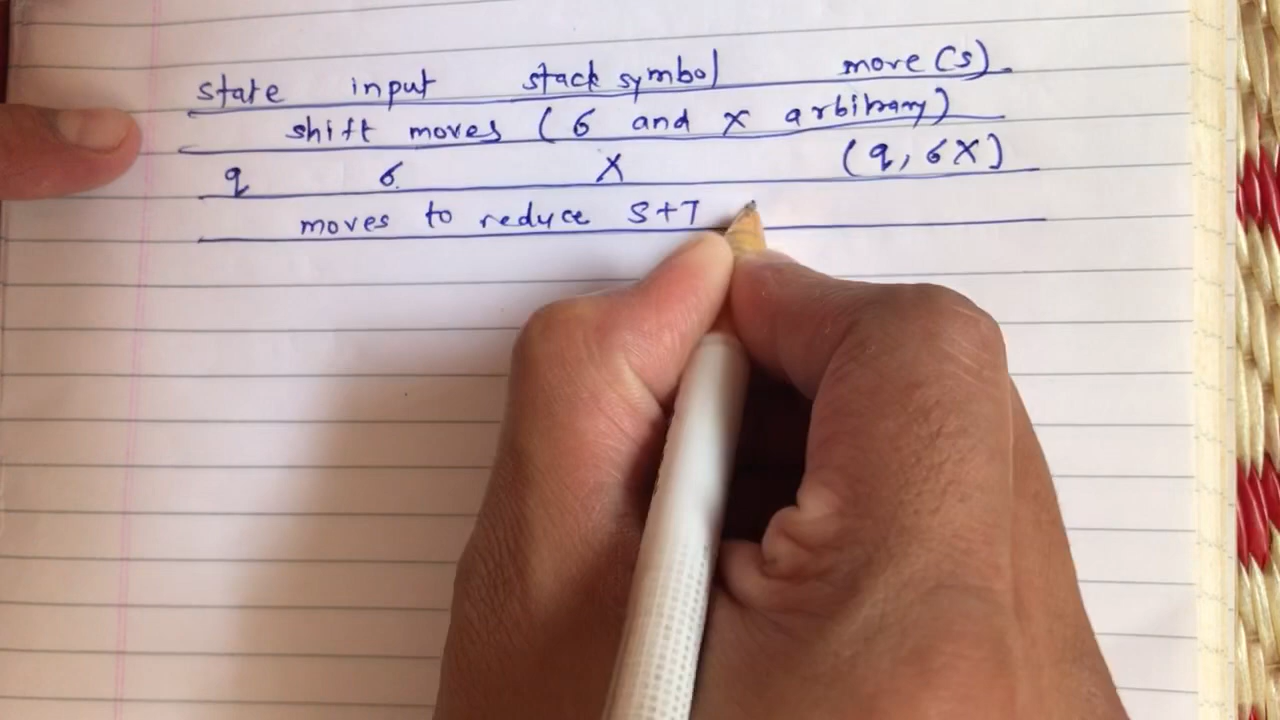 state input stack symbol move(s)
shift moves (σ and X arbitrary)
q σ X (q, σX)
moves to reduce S+T